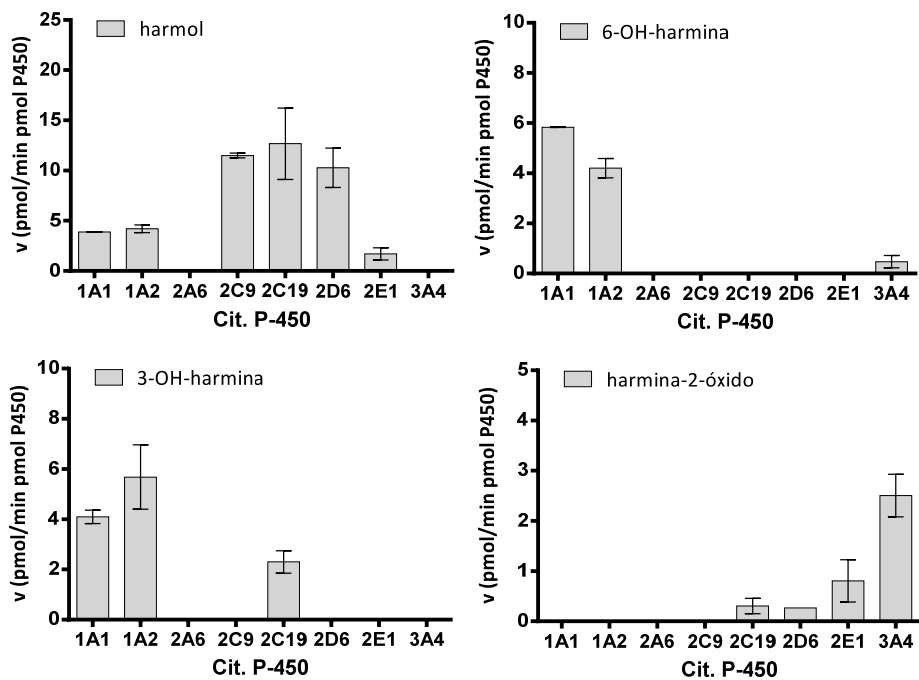 harmol
v (pmol/min pmol P450)
25
20
15
10
5
0
1A1 1A2 2A6 2C9 2C19 2D6 2E1 3A4
Cit. P-450
6-OH-harmina
v (pmol/min pmol P450)
10
8
6
4
2
0
1A1 1A2 2A6 2C9 2C19 2D6 2E1 3A4
Cit. P-450
3-OH-harmina
v (pmol/min pmol P450)
10
8
6
4
2
0
1A1 1A2 2A6 2C9 2C19 2D6 2E1 3A4
Cit. P-450
harmina-2-óxido
v (pmol/min pmol P450)
5
4
3
2
1
0
1A1 1A2 2A6 2C9 2C19 2D6 2E1 3A4
Cit. P-450